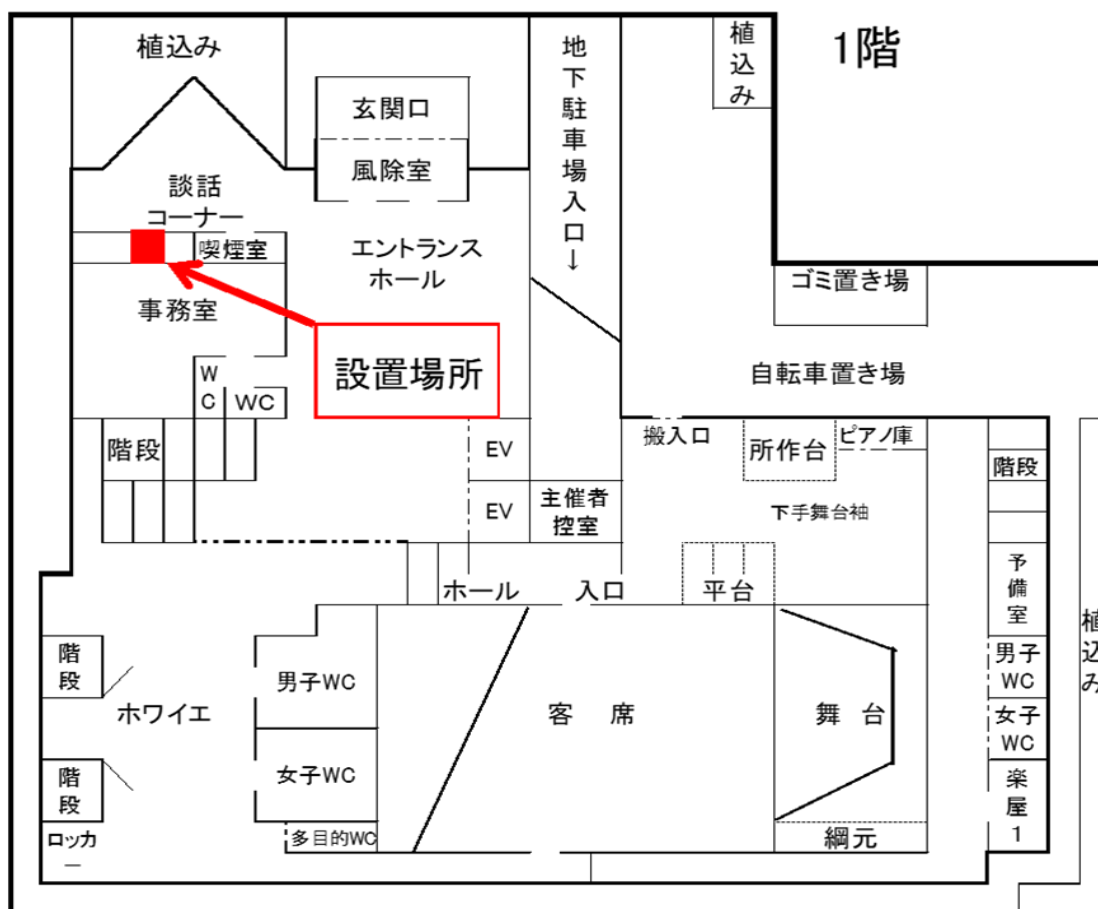 1階
植込み
植込み
地下駐車場入口↓
玄関口
風除室
談話
コーナー
喫煙室
エントランス
ホール
事務室
ゴミ置き場
設置場所
自転車置き場
W
C
WC
階段
EV
搬入口
所作台
ピアノ庫
階段
EV
主催者
控室
下手舞台袖
ホール
入口
平台
予備室
植込み
階段
男子WC
ホワイエ
客席
舞台
男子
WC
女子
WC
階段
女子WC
楽屋1
ロッカー
多目的WC
綱元